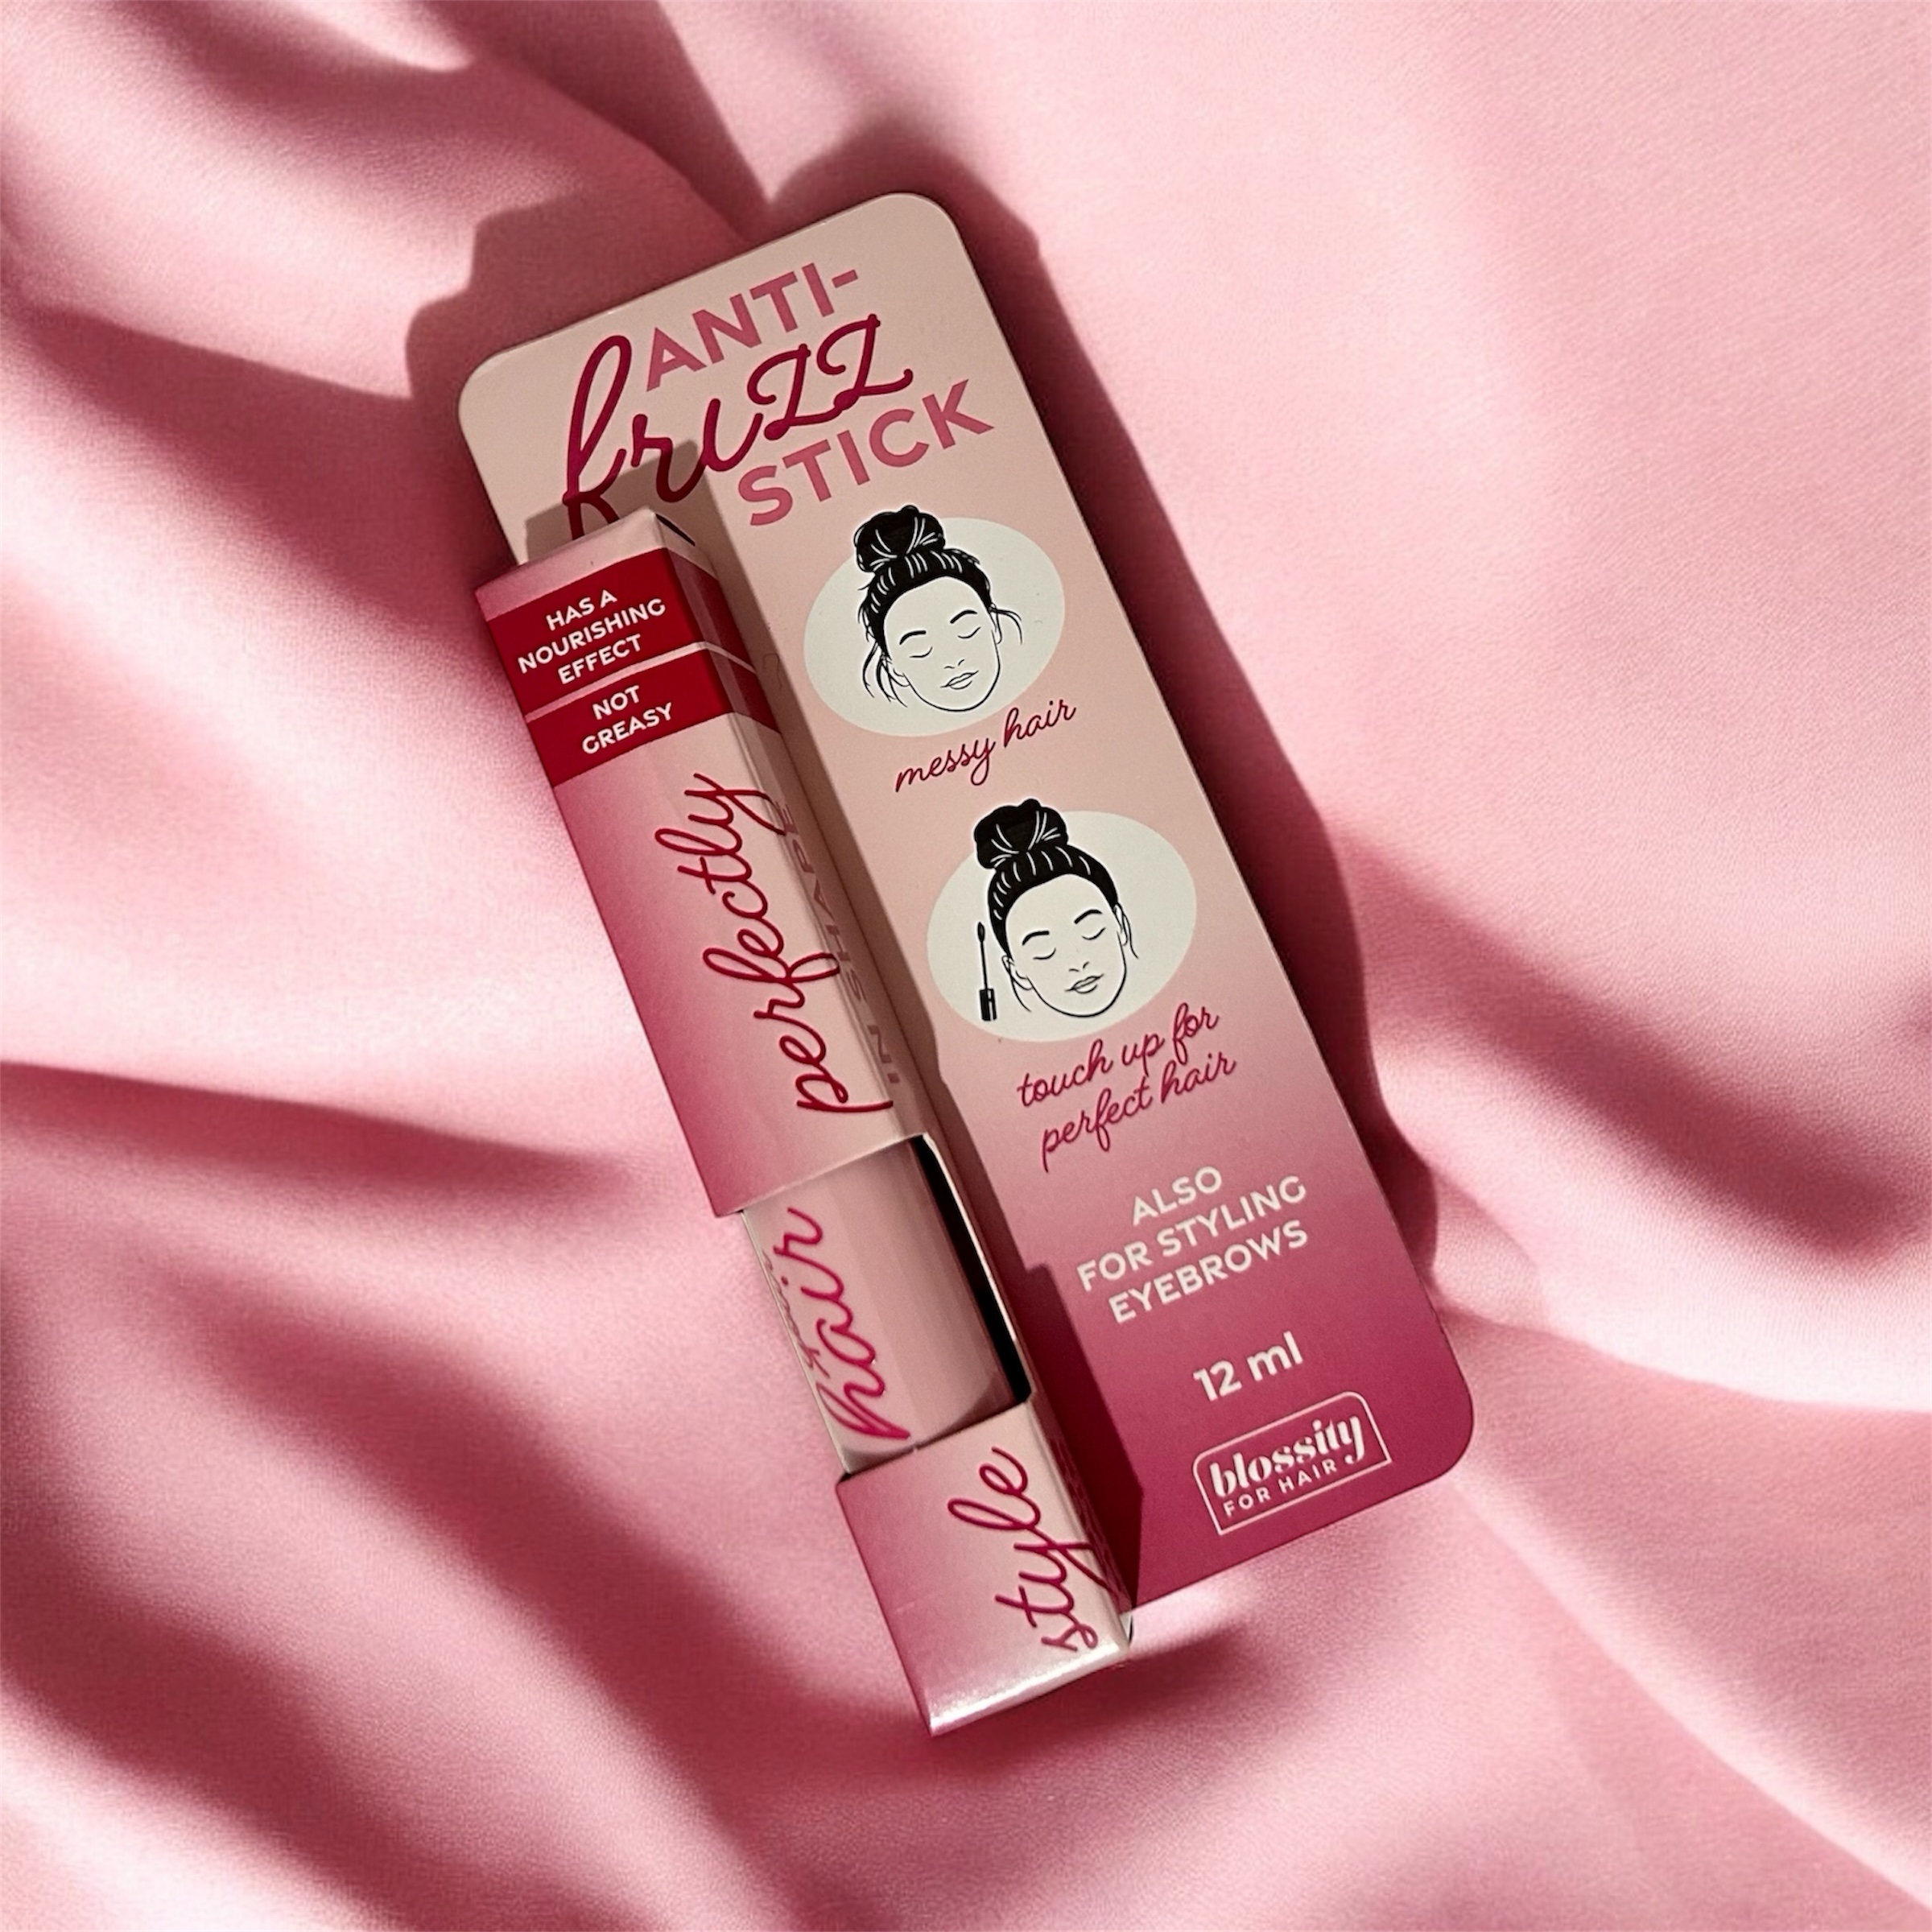 ANTI-
frizz
STICK
messy hair
touch up for
perfect hair
ALSO
FOR STYLING
EYEBROWS
12 ml
blossity
FOR HAIR
HAS A
NOURISHING
EFFECT
NOT
GREASY
perfectly
IN SHAPE
hair
style